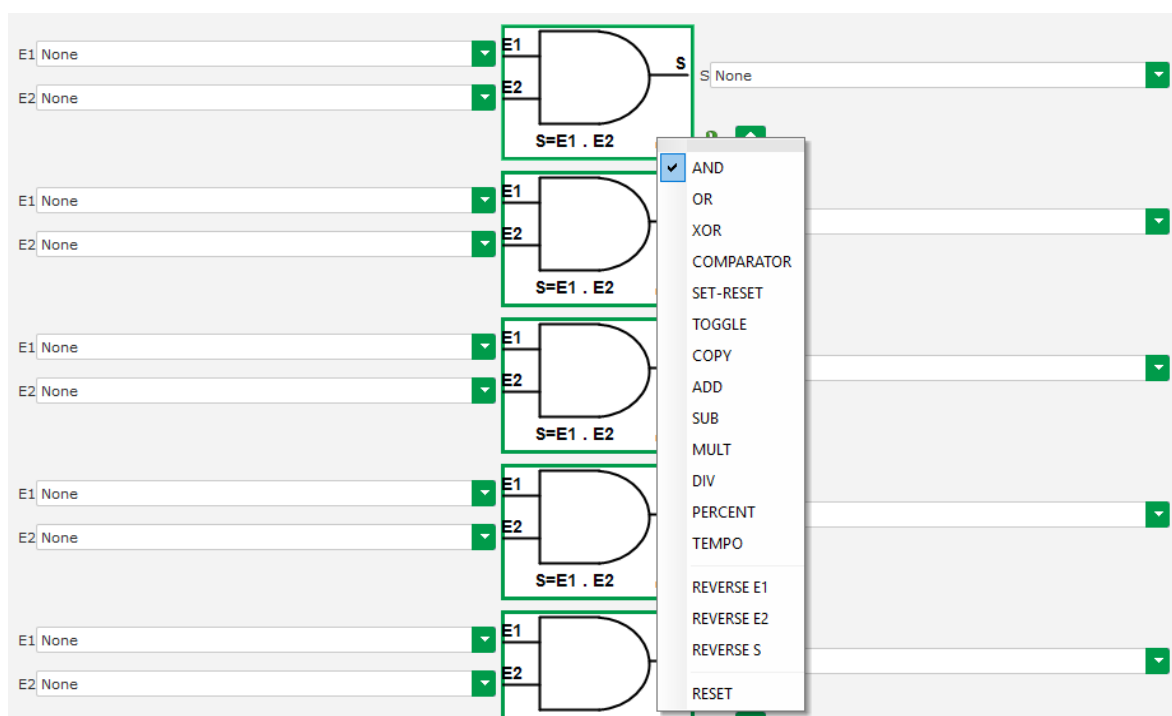 E1 None
E2 None
E1
E2
S
S=E1 . E2
S None
E1 None
E2 None
E1
E2
S=E1 . E2
E1 None
E2 None
E1
E2
S=E1 . E2
E1 None
E2 None
E1
E2
S=E1 . E2
E1 None
E2 None
E1
E2
AND
OR
XOR
COMPARATOR
SET-RESET
TOGGLE
COPY
ADD
SUB
MULT
DIV
PERCENT
TEMPO
REVERSE E1
REVERSE E2
REVERSE S
RESET